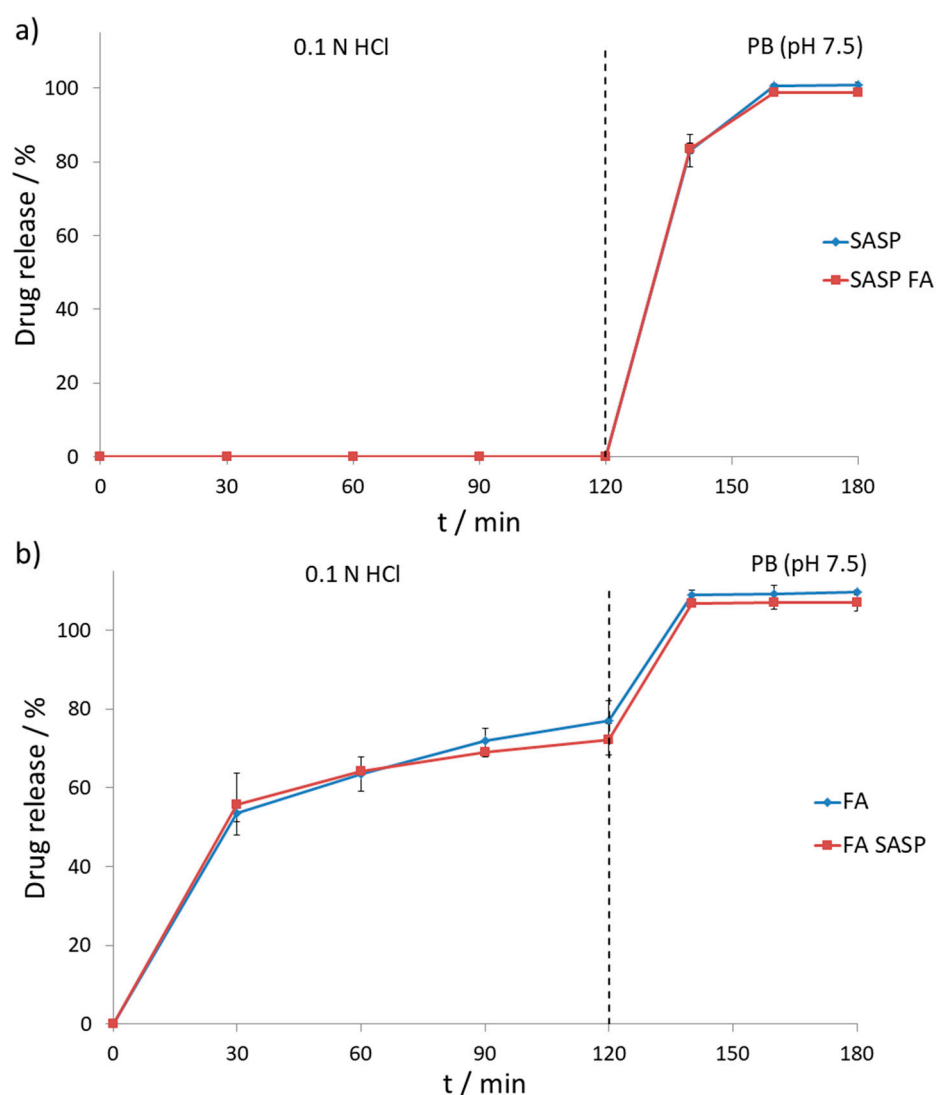 a)
0.1 N HCl
PB (pH 7.5)
Drug release / %
100
80
60
40
20
0
0 30 60 90 120 150 180
t / min
SASP
SASP FA
b)
0.1 N HCl
PB (pH 7.5)
Drug release / %
100
80
60
40
20
0
0 30 60 90 120 150 180
t / min
FA
FA SASP